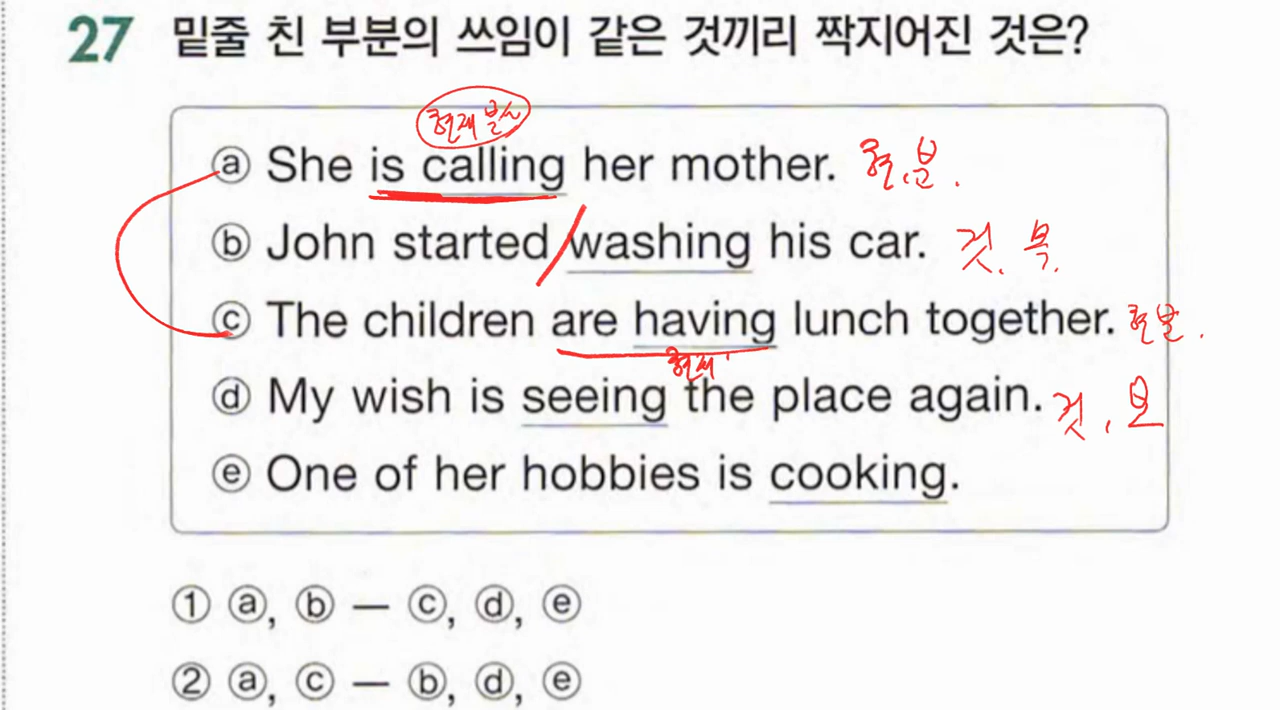 27 밑줄 친 부분의 쓰임이 같은 것끼리 짝지어진 것은?
현재분사
ⓐ She is calling her mother. 현.분.
ⓑ John started washing his car. 것. 목.
ⓒ The children are having lunch together. 현분.
ⓓ My wish is seeing the place again. 것, 보
ⓔ One of her hobbies is cooking.
① ⓐ, ⓑ — ⓒ, ⓓ, ⓔ
② ⓐ, ⓒ — ⓑ, ⓓ, ⓔ